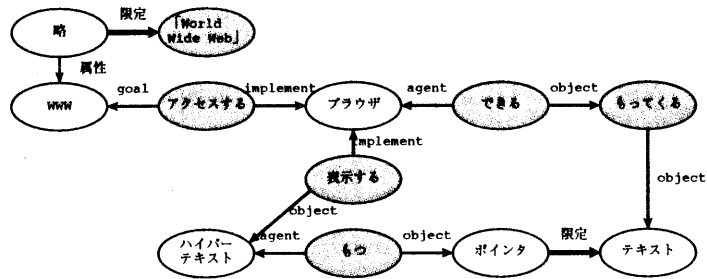 限定
略
「World
Wide Web」
属性
WWW
goal
アクセスする
implement
ブラウザ
agent
できる
object
もってくる
implement
表示する
object
object
ハイパー
テキスト
agent
もつ
object
ポインタ
限定
テキスト